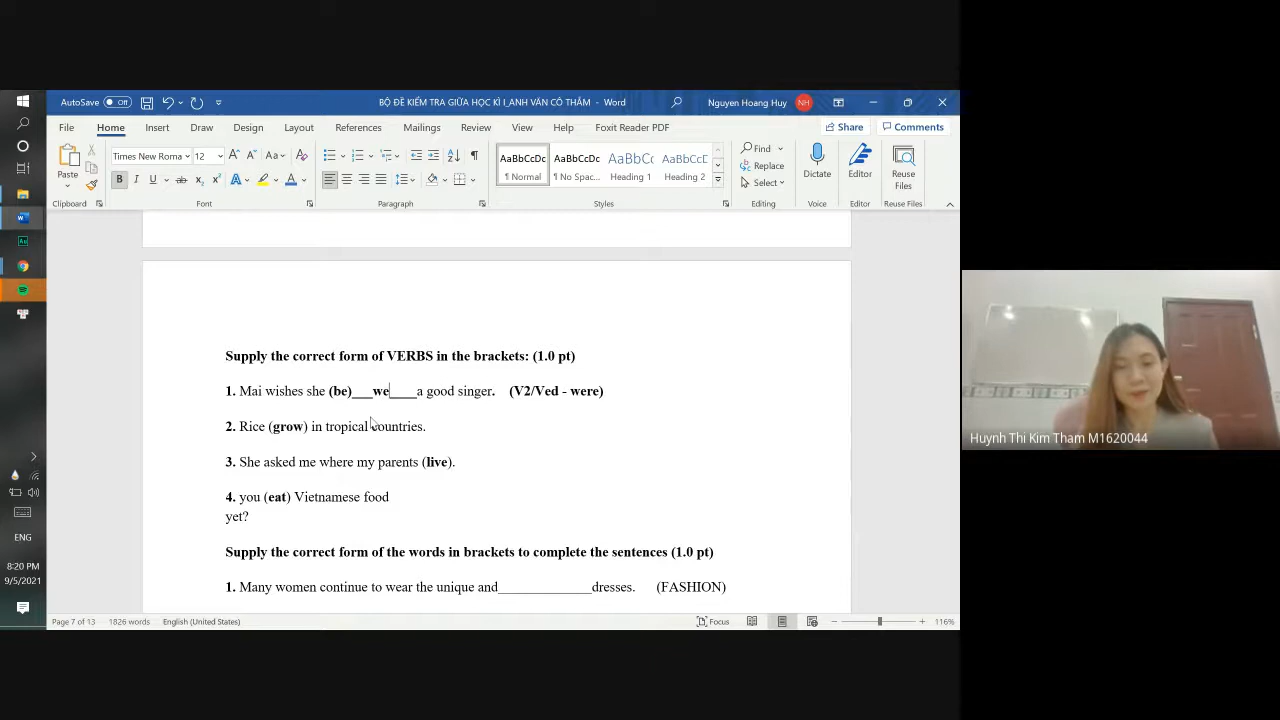 AutoSave Off
BỘ ĐỀ KIỂM TRA GIỮA HỌC KÌ I_ANH VĂN CÔ THẮM - Word
Nguyen Hoang Huy NH
File Home Insert Draw Design Layout References Mailings Review View Help Foxit Reader PDF Share Comments
Times New Roma 12
Paste
AaBbCcDc AaBbCcDc AaBbCc AaBbCcD
¶ Normal ¶ No Spac... Heading 1 Heading 2
Find
Replace
Select
Dictate
Editor
Reuse Files
Clipboard Font Paragraph Styles Editing Voice Editor Reuse Files
Supply the correct form of VERBS in the brackets: (1.0 pt)
1. Mai wishes she (be)___we____a good singer. (V2/Ved - were)
2. Rice (grow) in tropical countries.
3. She asked me where my parents (live).
4. you (eat) Vietnamese food
yet?
Supply the correct form of the words in brackets to complete the sentences (1.0 pt)
1. Many women continue to wear the unique and______________dresses. (FASHION)
Page 7 of 13 1826 words English (United States) Focus 116%
ENG
8:20 PM
9/5/2021
Huynh Thi Kim Tham M1620044